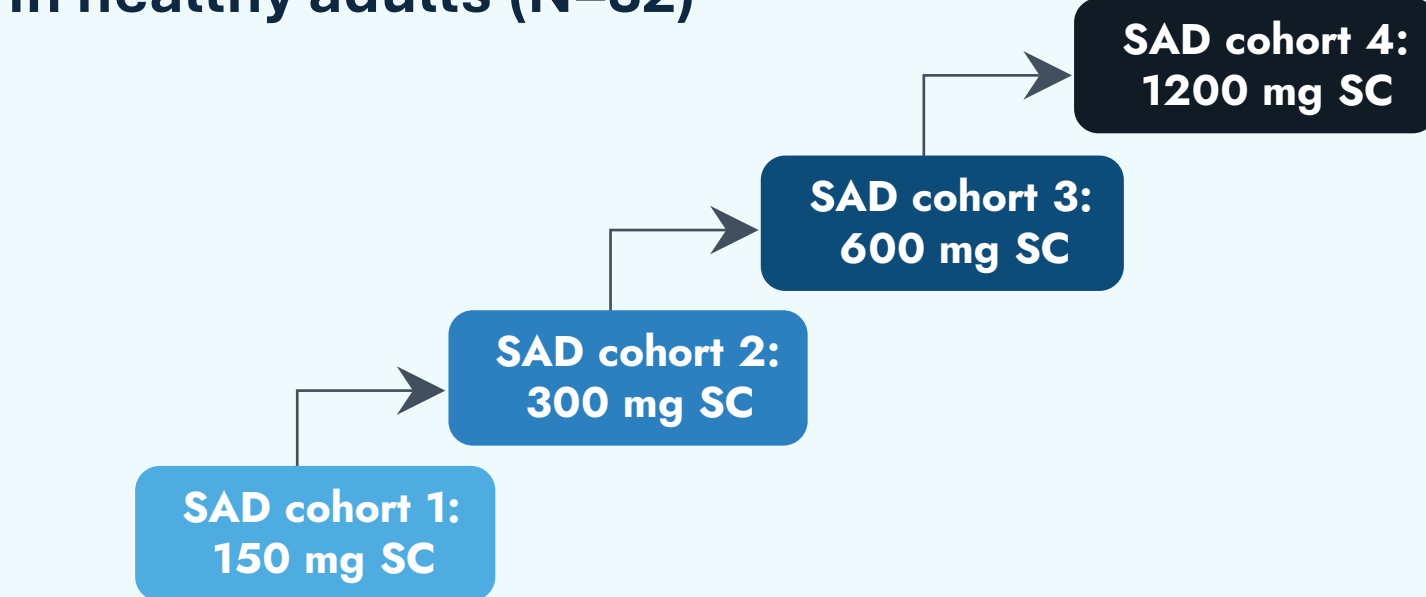 in healthy adults
SAD cohort 1:
150 mg SC
SAD cohort 2:
300 mg SC
SAD cohort 3:
600 mg SC
SAD cohort 4:
1200 mg SC